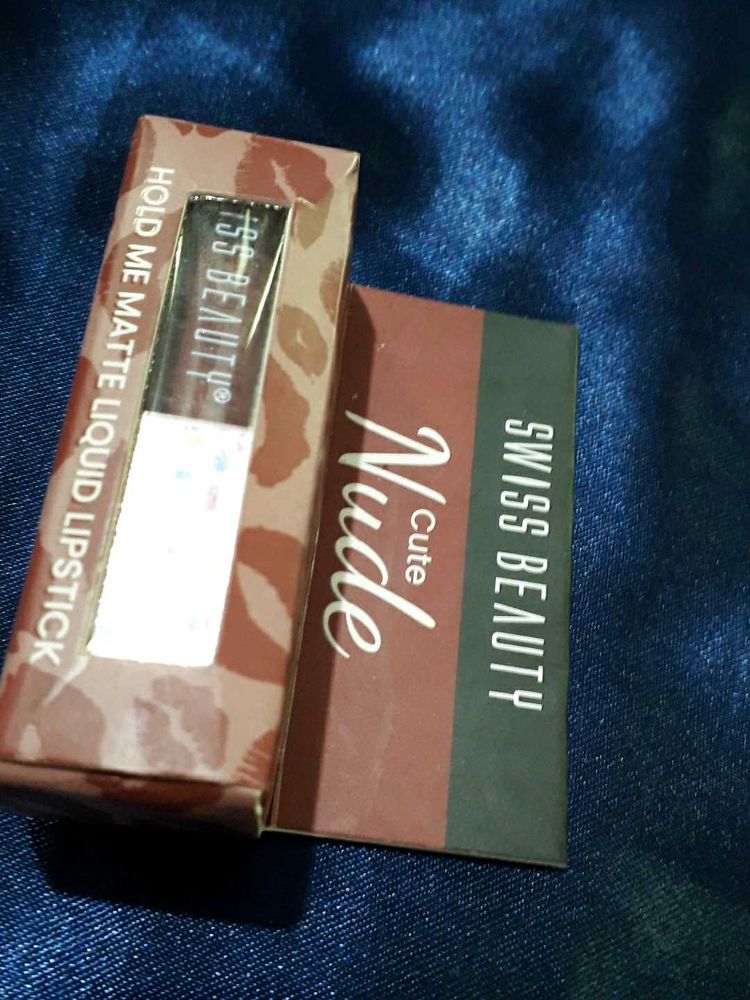 HOLD ME MATTE LIQUID LIPSTICK
ISS BEAUTY®
Cute
Nude
SWISS BEAUTY